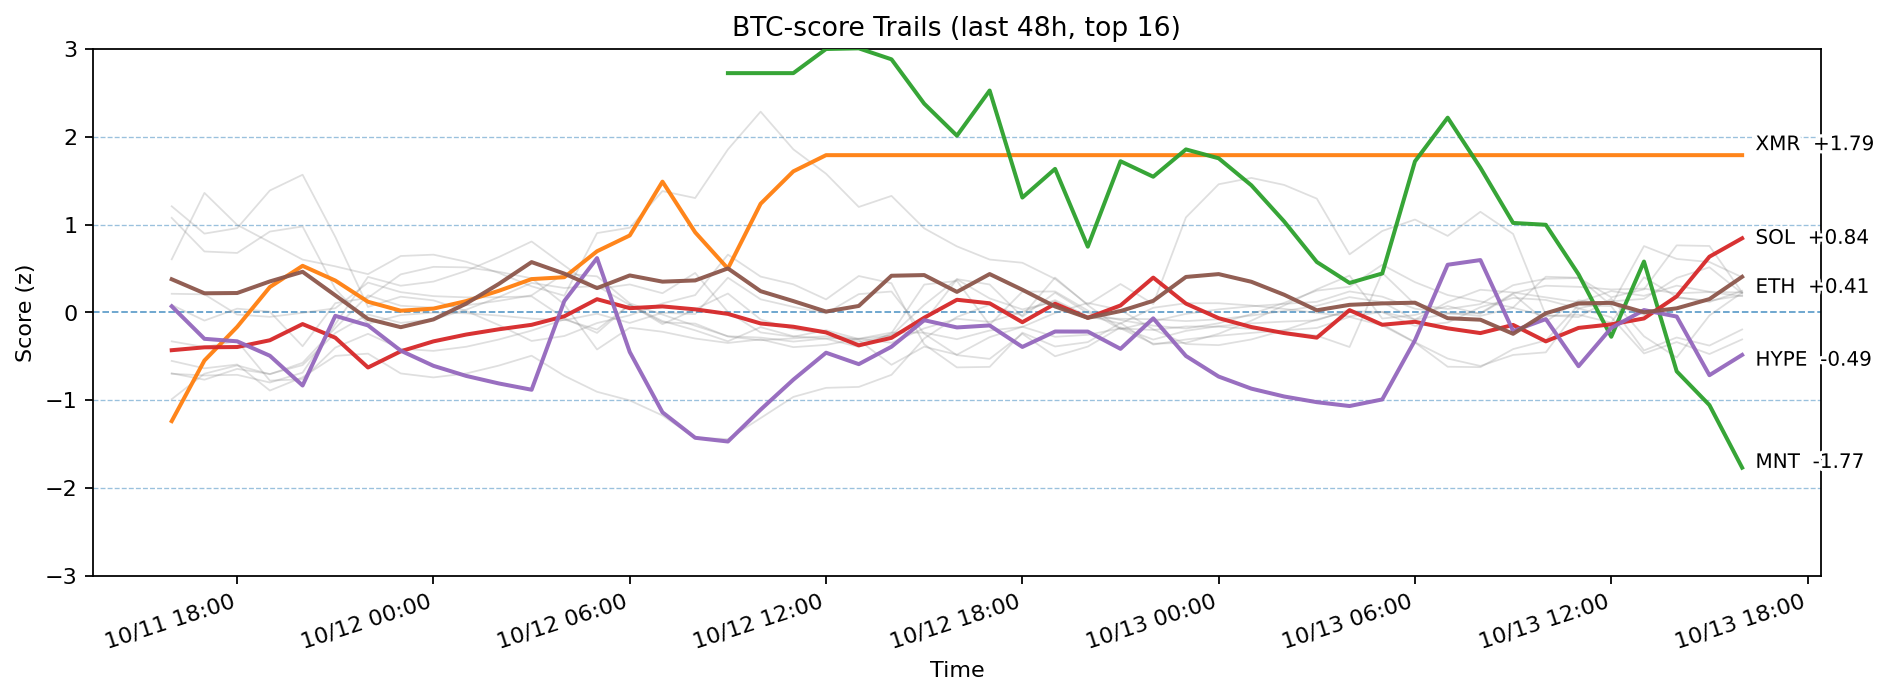 BTC-score Trails (last 48h, top 16)
Score (z)
3
2
1
0
−1
−2
−3
XMR +1.79
SOL +0.84
ETH +0.41
HYPE -0.49
MNT -1.77
10/11 18:00
10/12 00:00
10/12 06:00
10/12 12:00
10/12 18:00
10/13 00:00
10/13 06:00
10/13 12:00
10/13 18:00
Time